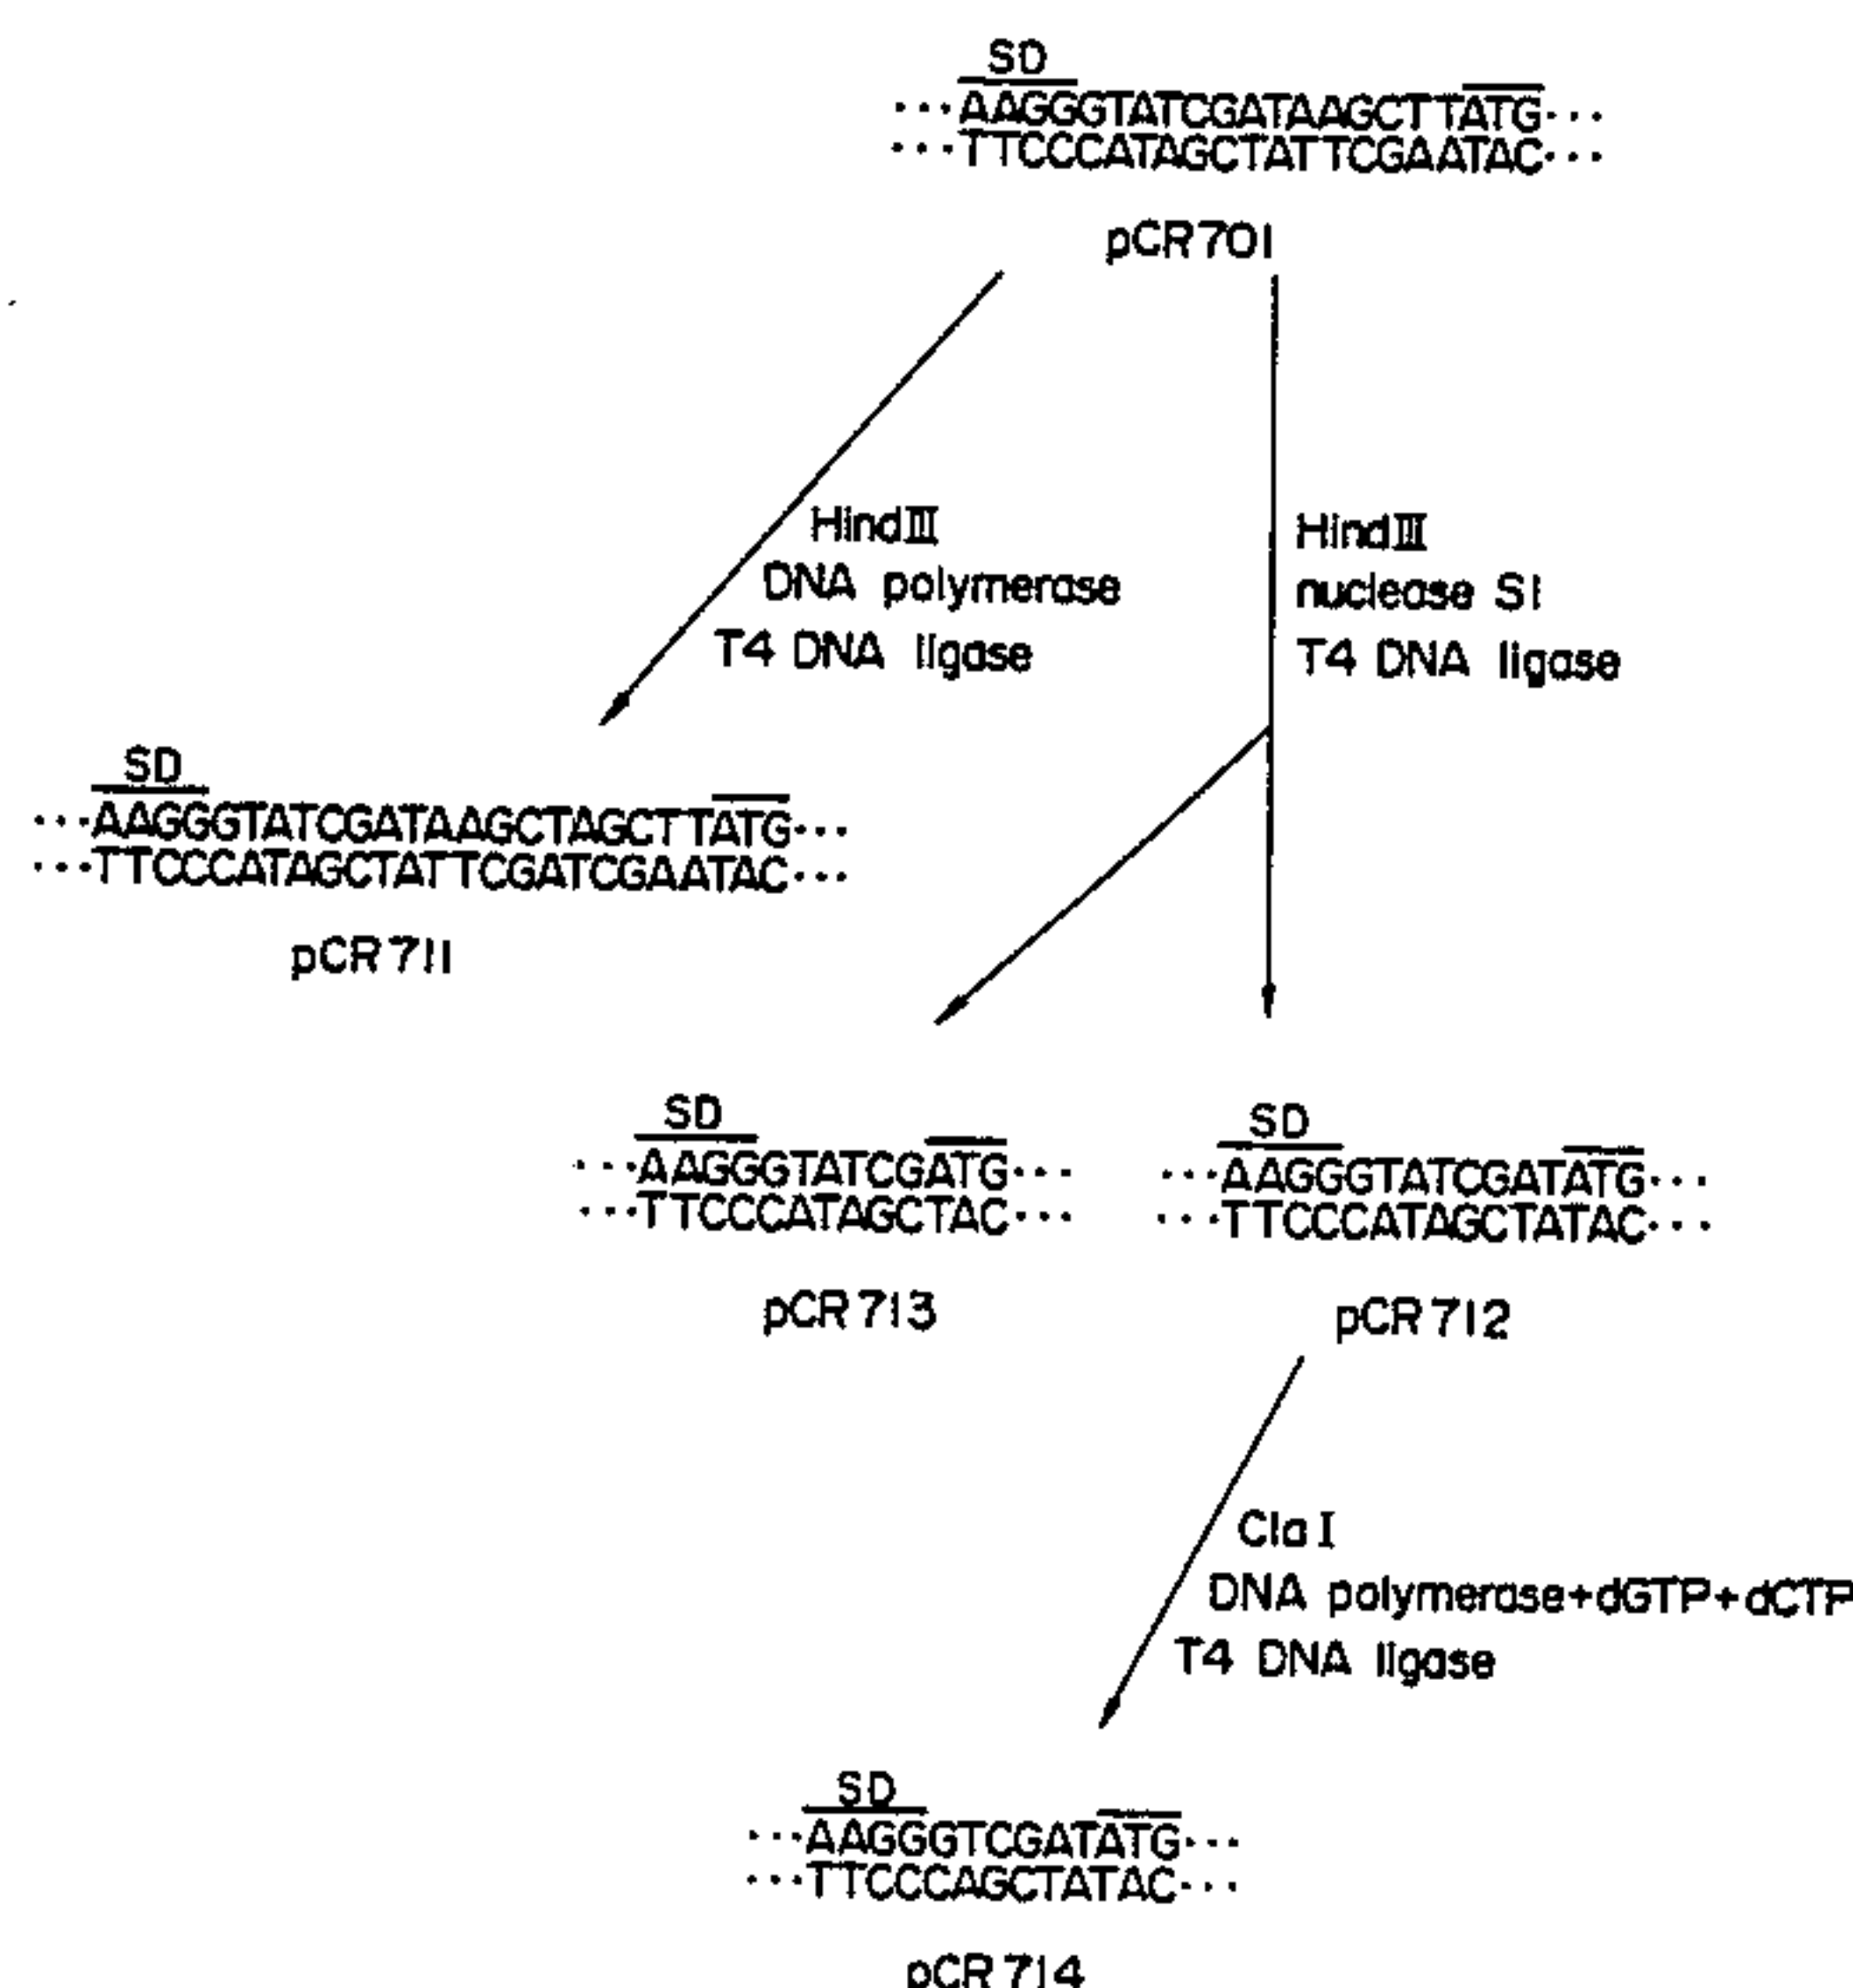 SD
···AAGGGTATCGATAAGCTTATG···
···TTCCCATAGCTATTCGAATAC···
pCR701
HindIII
DNA polymerase
T4 DNA ligase
HindIII
nuclease S1
T4 DNA ligase
SD
···AAGGGTATCGATAAGCTAGCTTATG···
···TTCCCATAGCTATTCGATCGAATAC···
pCR711
SD
···AAGGGTATCGATG···
···TTCCCATAGCTAC···
pCR713
SD
···AAGGGTATCGATATG···
···TTCCCATAGCTATAC···
pCR712
ClaI
DNA polymerase+dGTP+dCTP
T4 DNA ligase
SD
···AAGGGTCGATATG···
···TTCCCAGCTATAC···
pCR714